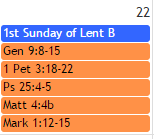 22
1st Sunday of Lent B
Gen 9:8-15
1 Pet 3:18-22
Ps 25:4-5
Matt 4:4b
Mark 1:12-15